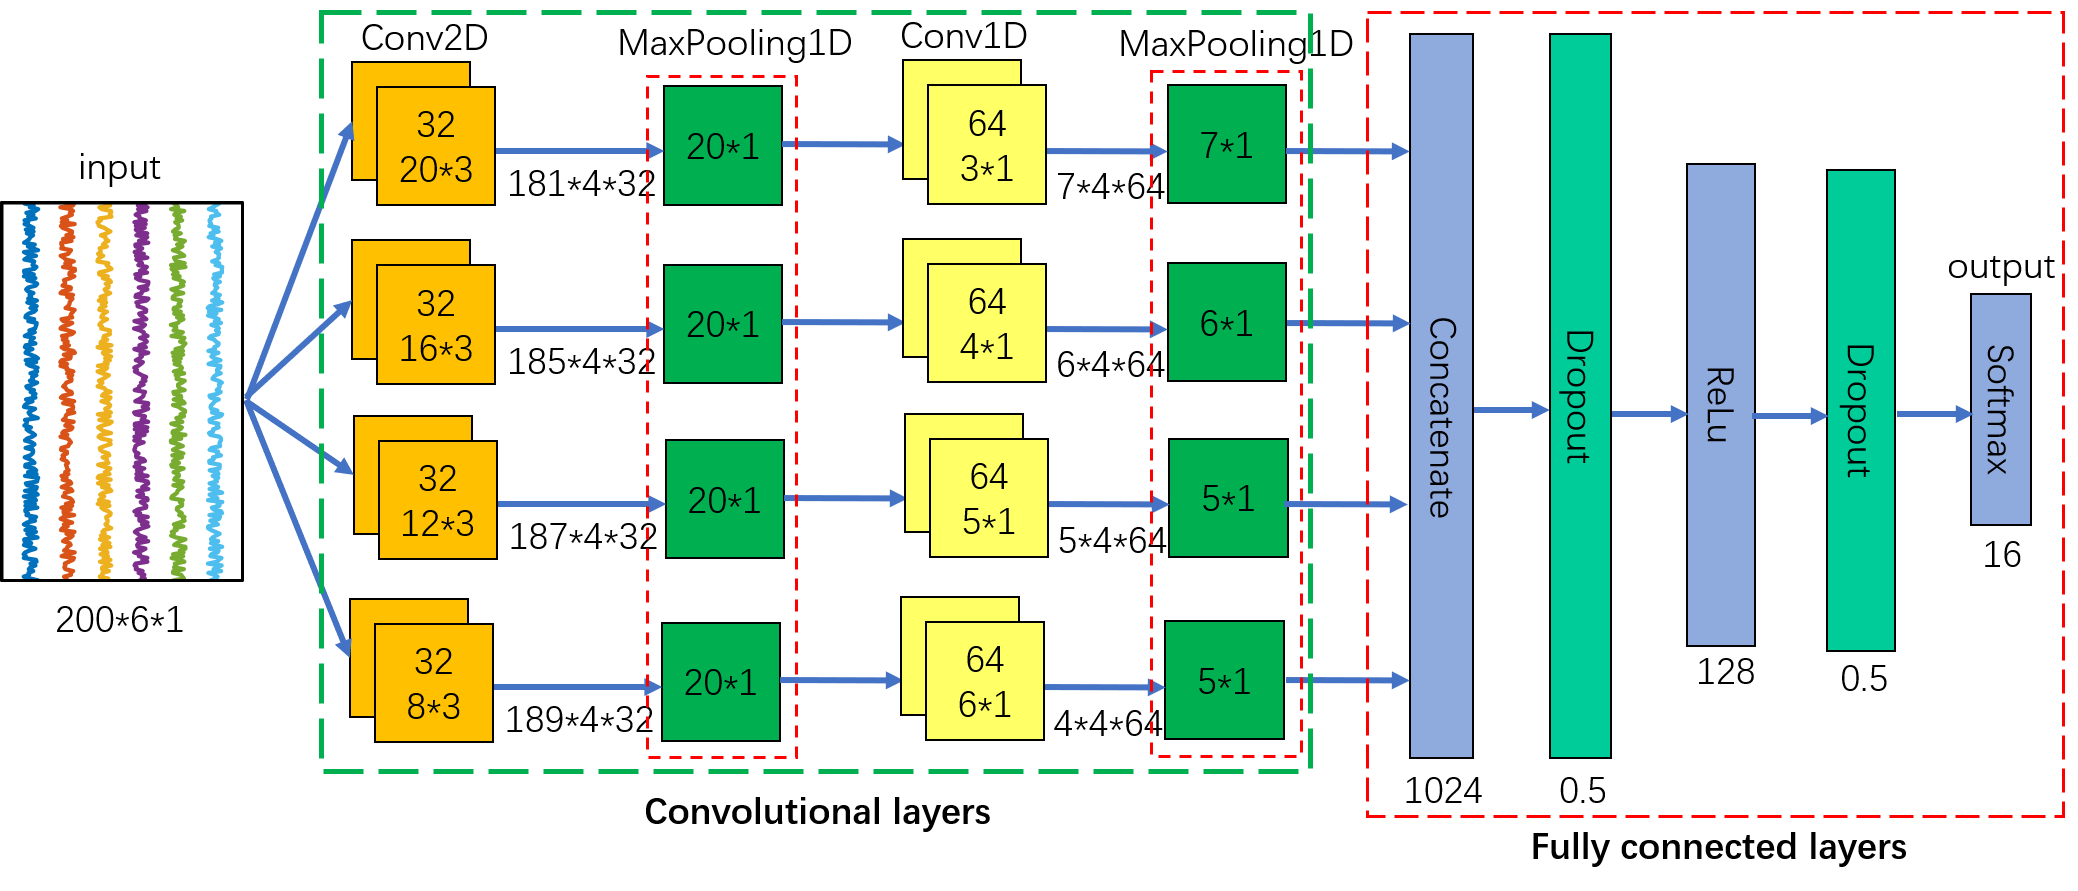 input
200*6*1
Conv2D
MaxPooling1D
Conv1D
MaxPooling1D
32
20*3
181*4*32
20*1
64
3*1
7*4*64
7*1
32
16*3
185*4*32
20*1
64
4*1
6*4*64
6*1
32
12*3
187*4*32
20*1
64
5*1
5*4*64
5*1
32
8*3
189*4*32
20*1
64
6*1
4*4*64
5*1
Convolutional layers
Concatenate
1024
Dropout
0.5
ReLu
128
Dropout
0.5
output
Softmax
16
Fully connected layers